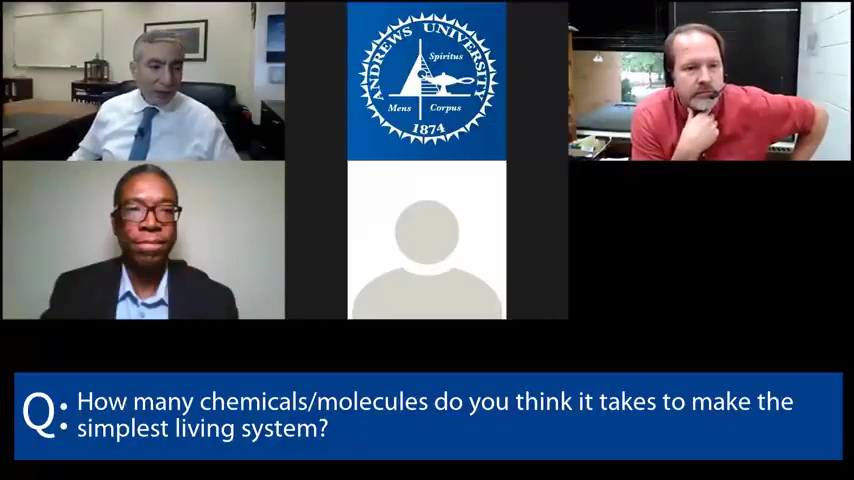 ANDREWS UNIVERSITY
Spiritus
Mens Corpus
1874
Q: How many chemicals/molecules do you think it takes to make the
simplest living system?